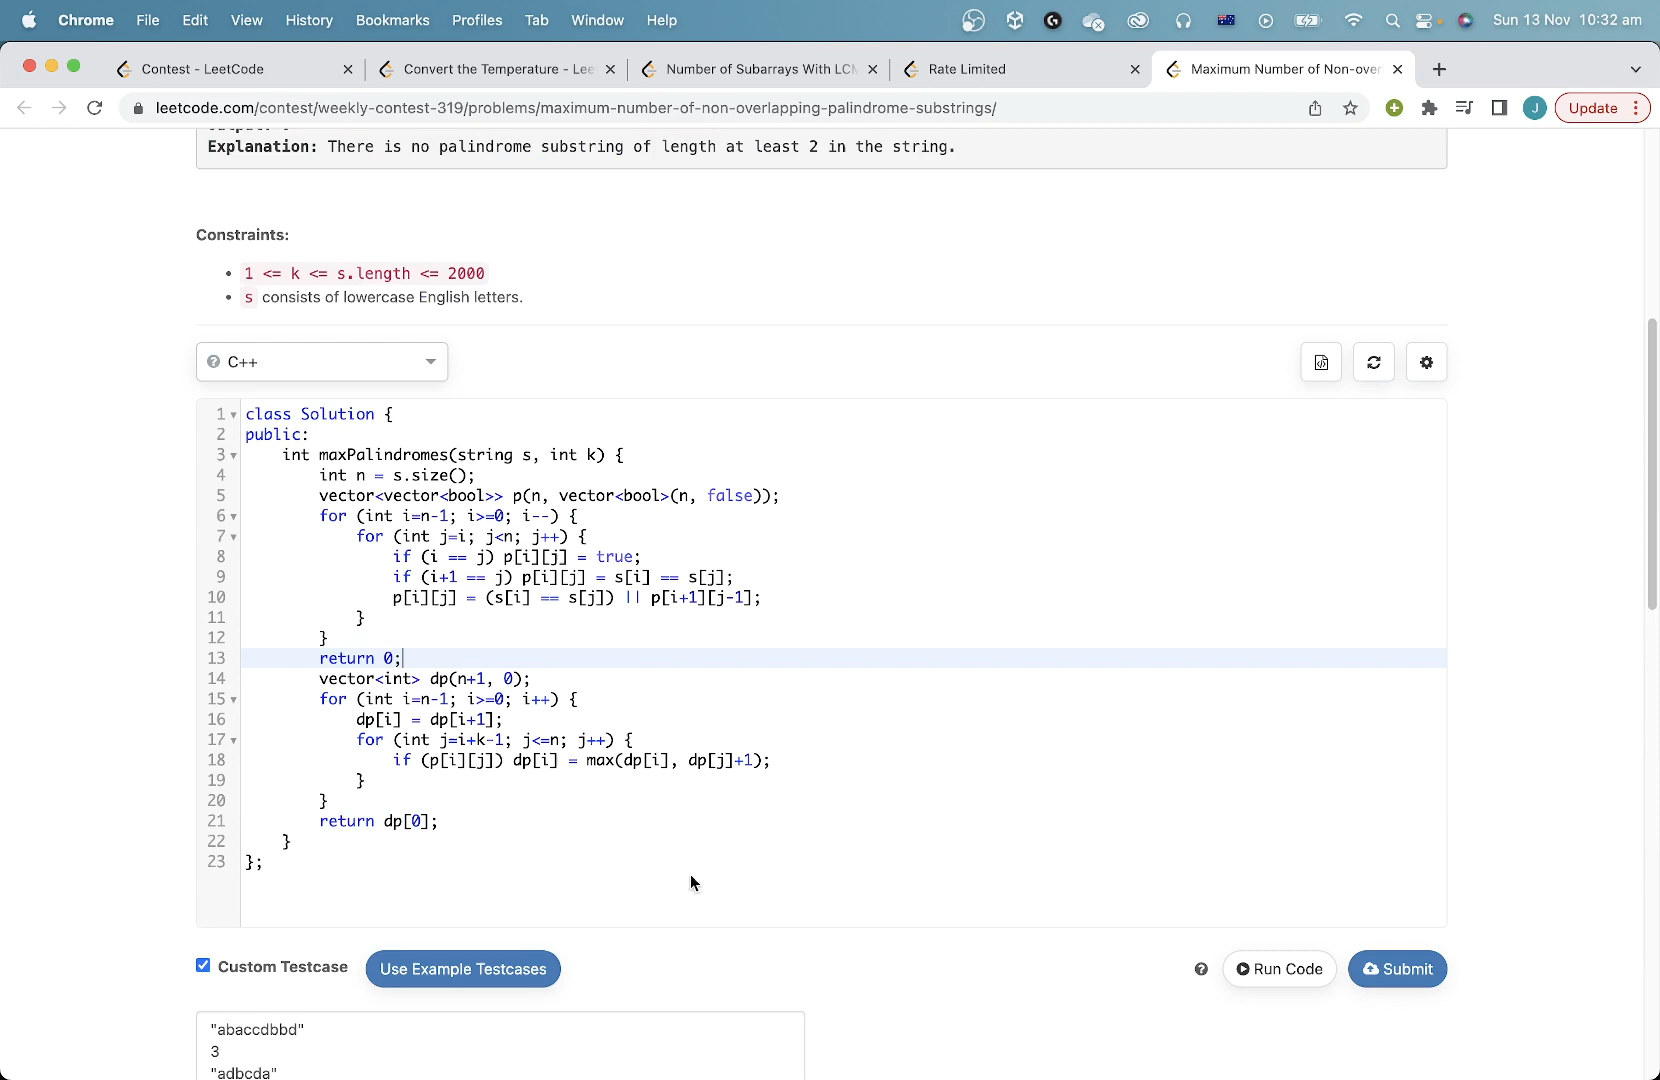 Chrome File Edit View History Bookmarks Profiles Tab Window Help Sun 13 Nov 10:32 am
Contest - LeetCode Convert the Temperature - Lee Number of Subarrays With LCM Rate Limited Maximum Number of Non-over
leetcode.com/contest/weekly-contest-319/problems/maximum-number-of-non-overlapping-palindrome-substrings/ J Update
Explanation: There is no palindrome substring of length at least 2 in the string.
Constraints:
1 <= k <= s.length <= 2000
s consists of lowercase English letters.
C++
1 class Solution {
2 public:
3 int maxPalindromes(string s, int k) {
4 int n = s.size();
5 vector<vector<bool>> p(n, vector<bool>(n, false));
6 for (int i=n-1; i>=0; i--) {
7 for (int j=i; j<n; j++) {
8 if (i == j) p[i][j] = true;
9 if (i+1 == j) p[i][j] = s[i] == s[j];
10 p[i][j] = (s[i] == s[j]) || p[i+1][j-1];
11 }
12 }
13 return 0;
14 vector<int> dp(n+1, 0);
15 for (int i=n-1; i>=0; i++) {
16 dp[i] = dp[i+1];
17 for (int j=i+k-1; j<=n; j++) {
18 if (p[i][j]) dp[i] = max(dp[i], dp[j]+1);
19 }
20 }
21 return dp[0];
22 }
23 };
Custom Testcase Use Example Testcases Run Code Submit
"abaccdbbd"
3
"adbcda"